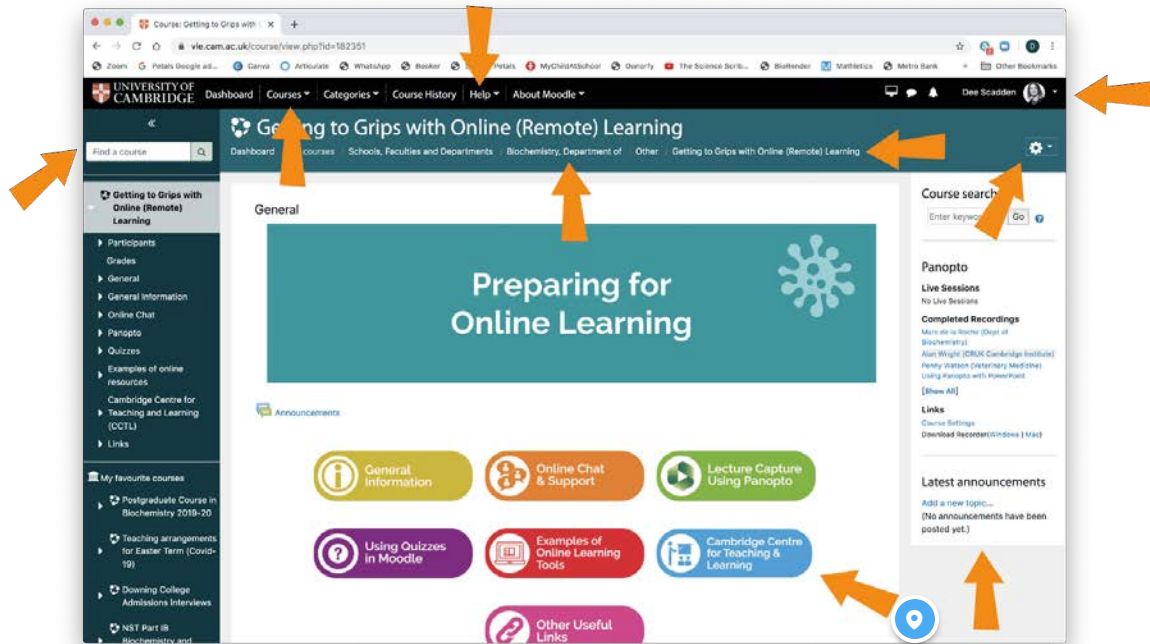 Course: Getting to Grips with
vle.cam.ac.uk/course/view.php?id=182351
Zoom
Petals Google ad...
Canva
Articulate
WhatsApp
Booker
Petals
MyChildAtSchool
Dunorfy
The Science Scrib...
BioRender
Mathletics
Metro Bank
Other Bookmarks
UNIVERSITY OF
CAMBRIDGE
Dashboard
Courses
Categories
Course History
Help
About Moodle
Dee Scadden
Find a course
Getting to Grips with Online (Remote) Learning
Dashboard
courses
Schools, Faculties and Departments
Biochemistry, Department of
Other
Getting to Grips with Online (Remote) Learning
Getting to Grips with
Online (Remote)
Learning
Participants
Grades
General
General Information
Online Chat
Panopto
Quizzes
Examples of online
resources
Cambridge Centre for
Teaching and Learning
(CCTL)
Links
My favourite courses
Postgraduate Course in
Biochemistry 2019-20
Teaching arrangements
for Easter Term (Covid-
19)
Downing College
Admissions Interviews
NST Part IB
Biochemistry and
General
Preparing for
Online Learning
Announcements
General
Information
Online Chat
& Support
Lecture Capture
Using Panopto
Using Quizzes
in Moodle
Examples of
Online Learning
Tools
Cambridge Centre
for Teaching &
Learning
Other Useful
Links
Course search
Enter keywo
Go
Panopto
Live Sessions
No Live Sessions
Completed Recordings
Marc de la Roche (Dept of
Biochemistry)
Alan Wright (CRUK Cambridge Institute)
Penny Watson (Veterinary Medicine)
Using Panopto with PowerPoint
[Show All]
Links
Course Settings
Download Recorder(Windows | Mac)
Latest announcements
Add a new topic...
(No announcements have been
posted yet.)